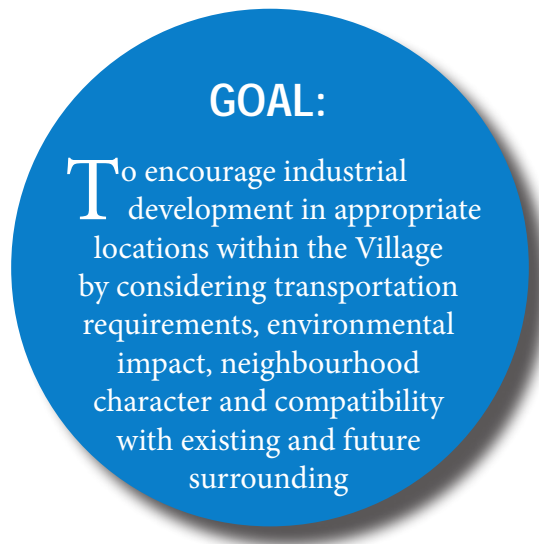 GOAL:
To encourage industrial
development in appropriate
locations within the Village
by considering transportation
requirements, environmental
impact, neighbourhood
character and compatibility
with existing and future
surrounding